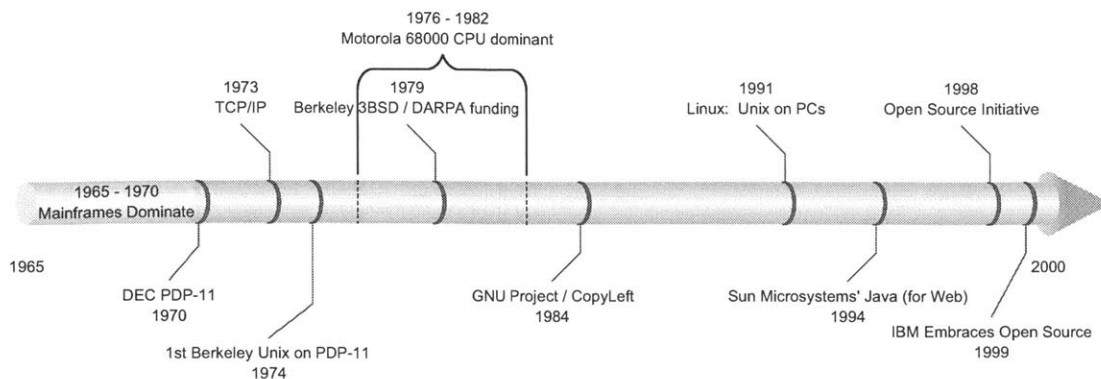 1976 - 1982
Motorola 68000 CPU dominant
1973
TCP/IP
1979
Berkeley 3BSD / DARPA funding
1991
Linux: Unix on PCs
1998
Open Source Initiative
1965 - 1970
Mainframes Dominate
1965
2000
DEC PDP-11
1970
1st Berkeley Unix on PDP-11
1974
GNU Project / CopyLeft
1984
Sun Microsystems' Java (for Web)
1994
IBM Embraces Open Source
1999